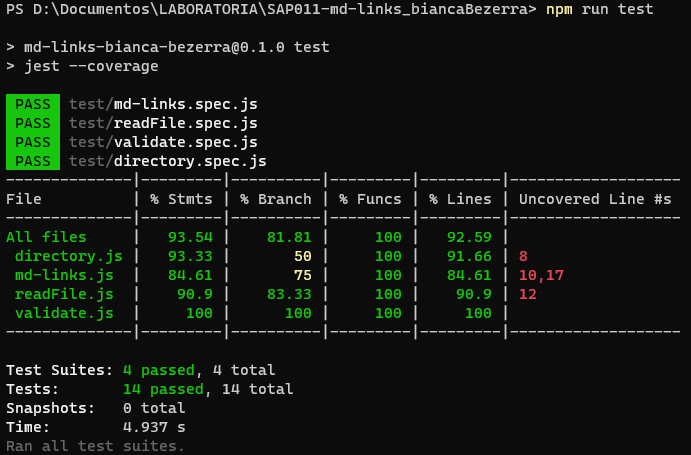 PS D:\Documentos\LABORATORIA\SAP011-md-links_biancaBezerra> npm run test
> md-links-bianca-bezerra@0.1.0 test
> jest --coverage
PASS test/md-links.spec.js
PASS test/readFile.spec.js
PASS test/validate.spec.js
PASS test/directory.spec.js
--------------|---------|----------|---------|---------|-------------------
File          | % Stmts | % Branch | % Funcs | % Lines | Uncovered Line #s
--------------|---------|----------|---------|---------|-------------------
All files     |   93.54 |    81.81 |     100 |   92.59 |
 directory.js |   93.33 |       50 |     100 |   91.66 | 8
 md-links.js  |   84.61 |       75 |     100 |   84.61 | 10,17
 readFile.js  |    90.9 |    83.33 |     100 |    90.9 | 12
 validate.js  |     100 |      100 |     100 |     100 |
--------------|---------|----------|---------|---------|-------------------
Test Suites: 4 passed, 4 total
Tests:       14 passed, 14 total
Snapshots:   0 total
Time:        4.937 s
Ran all test suites.